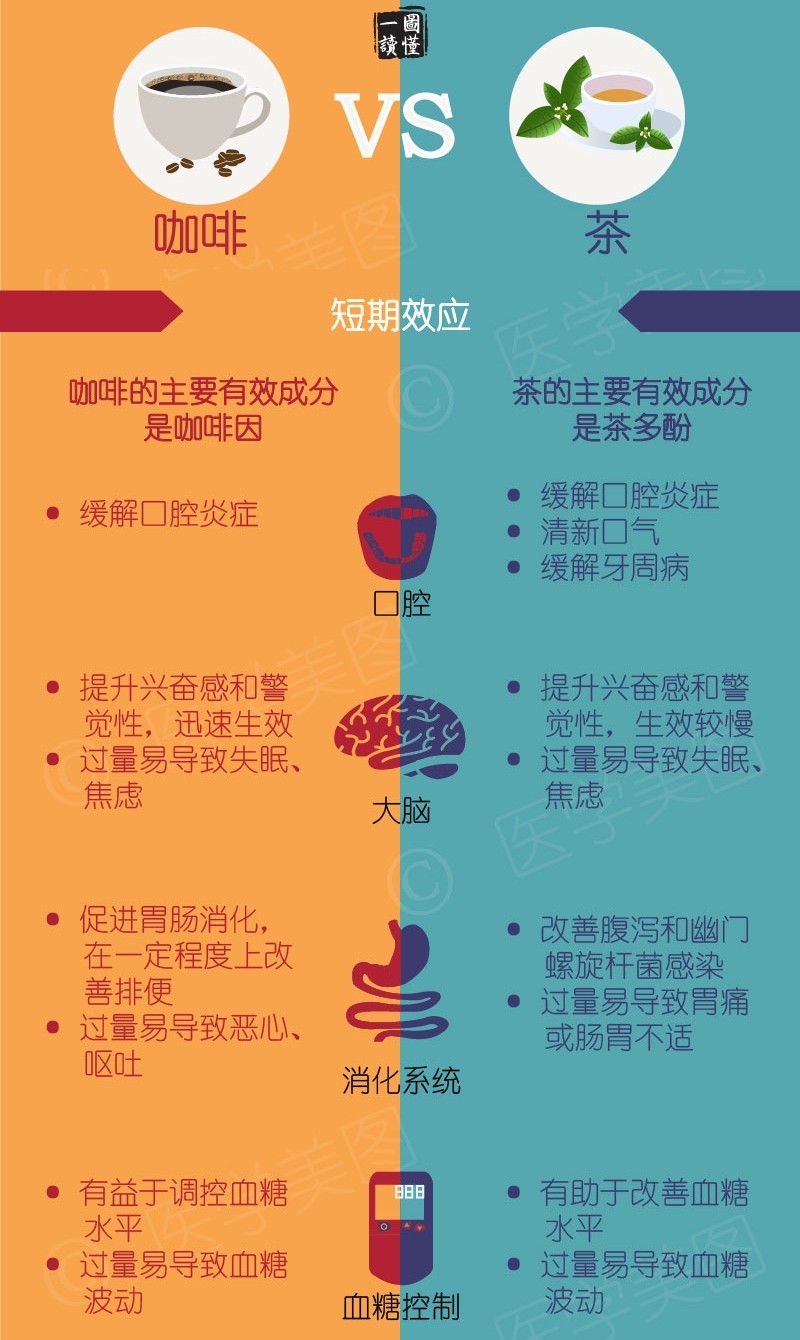 一圖
讀懂
VS
咖啡
茶
短期效应
咖啡的主要有效成分
是咖啡因
茶的主要有效成分
是茶多酚
• 缓解口腔炎症
• 缓解口腔炎症
• 清新口气
• 缓解牙周病
口腔
• 提升兴奋感和警
觉性，迅速生效
• 过量易导致失眠、
焦虑
• 提升兴奋感和警
觉性，生效较慢
• 过量易导致失眠、
焦虑
大脑
• 促进胃肠消化，
在一定程度上改
善排便
• 过量易导致恶心、
呕吐
• 改善腹泻和幽门
螺旋杆菌感染
• 过量易导致胃痛
或肠胃不适
消化系统
• 有益于调控血糖
水平
• 过量易导致血糖
波动
• 有助于改善血糖
水平
• 过量易导致血糖
波动
888
血糖控制
© 医学美图